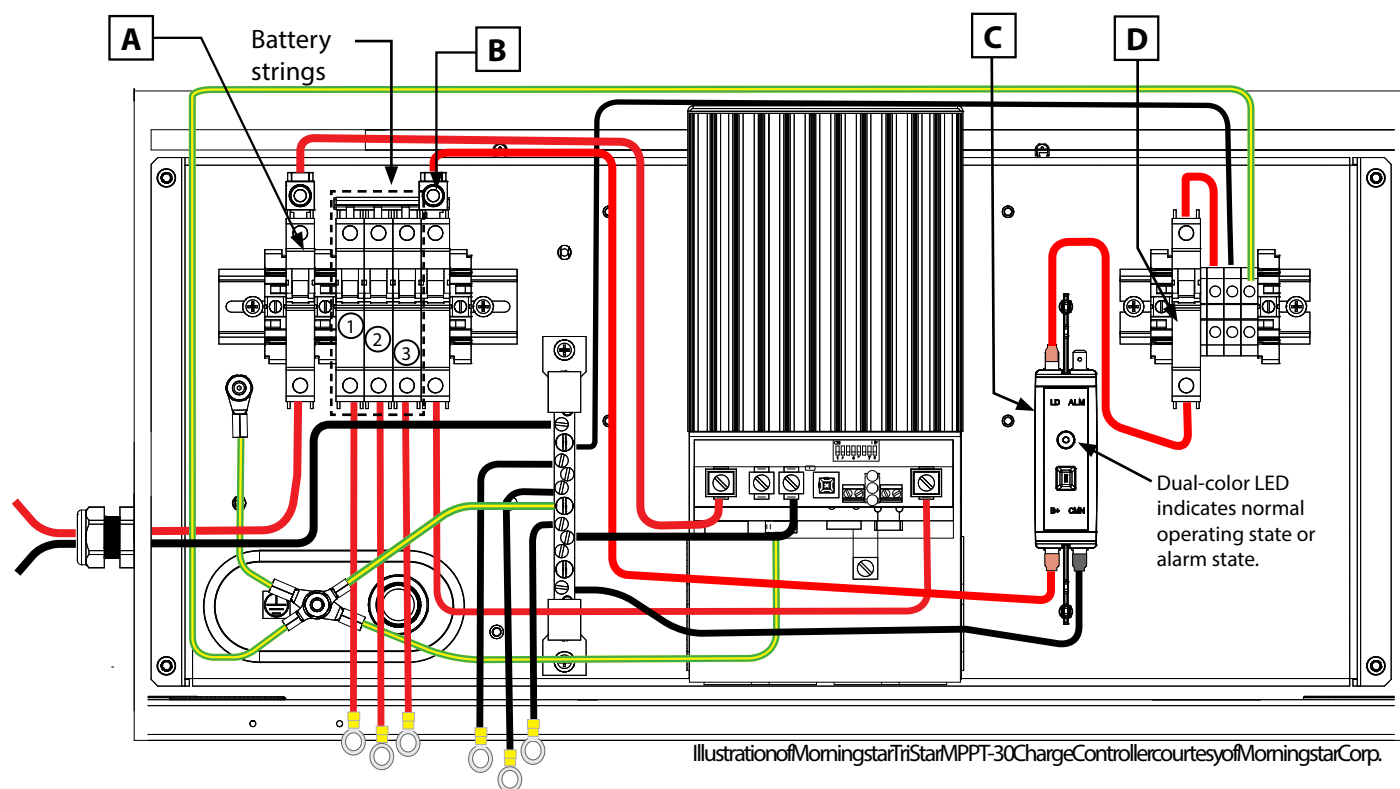 A
Battery
strings
B
C
D
1
2
3
LD ALM
B+ CMN
Dual-color LED
indicates normal
operating state or
alarm state.
IllustrationofMorningstarTriStarMPPT-30ChargeControllercourtesyofMorningstarCorp.